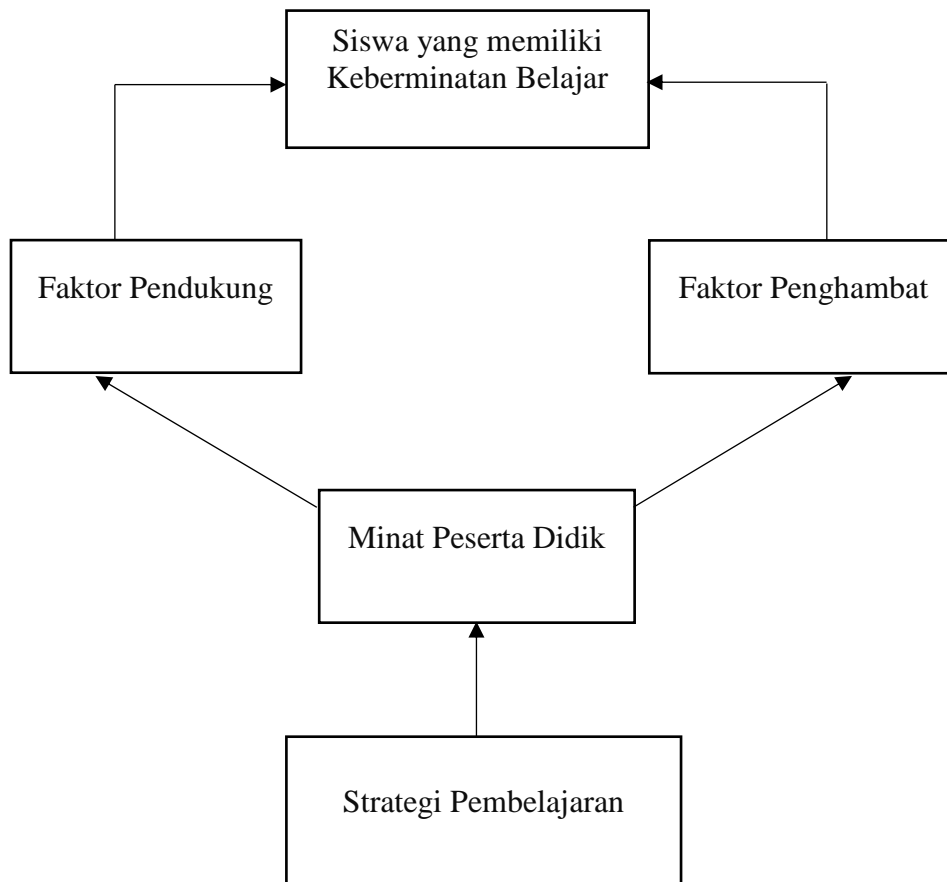 Siswa yang memiliki
Keberminatan Belajar
Faktor Pendukung
Faktor Penghambat
Minat Peserta Didik
Strategi Pembelajaran